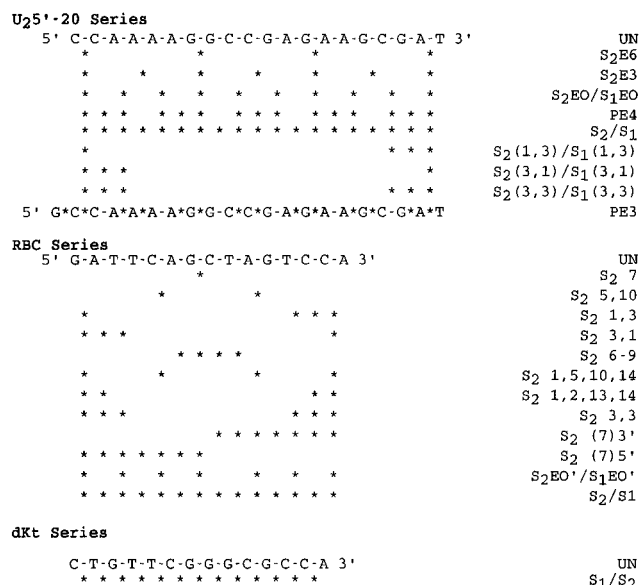 U₂5'-20 Series
5' C-C-A-A-A-A-G-G-C-C-G-A-G-A-A-G-C-G-A-T 3' UN
* * * * S₂E6
* * * * * * * S₂E3
* * * * * * * * * * S₂EO/S₁EO
* * * * * * * * * * * * * * * PE4
* * * * * * * * * * * * * * * * * * * S₂/S₁
* * * * S₂(1,3)/S₁(1,3)
* * * * S₂(3,1)/S₁(3,1)
* * * * * * S₂(3,3)/S₁(3,3)
5' G*C*C-A*A*A-A*G*G-C*C*G-A*G*A-A*G*C-G*A*T PE3
RBC Series
5' G-A-T-T-C-A-G-C-T-A-G-T-C-C-A 3' UN
* S₂ 7
* * S₂ 5,10
* * * * S₂ 1,3
* * * * S₂ 3,1
* * * * S₂ 6-9
* * * * S₂ 1,5,10,14
* * * * S₂ 1,2,13,14
* * * * * * S₂ 3,3
* * * * * * * S₂ (7)3'
* * * * * * * S₂ (7)5'
* * * * * * * S₂EO'/S₁EO'
* * * * * * * * * * * * * * S₂/S1
dKt Series
C-T-G-T-T-C-G-G-G-C-G-C-C-A 3' UN
* * * * * * * * * * * * * S₁/S₂